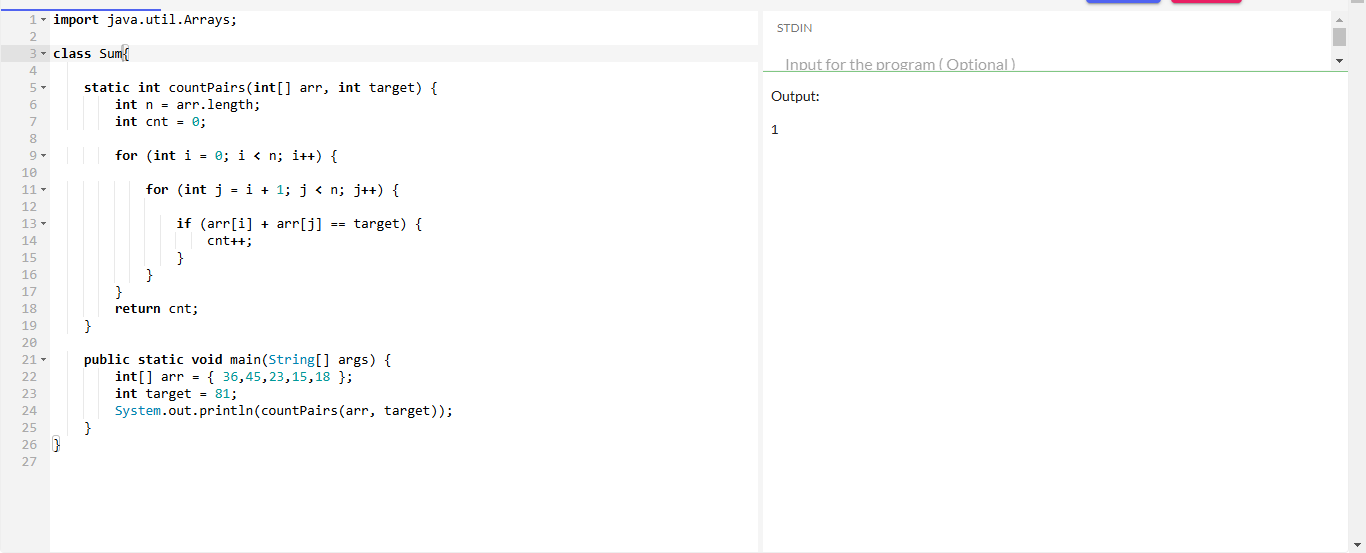 1 import java.util.Arrays;
2
3 class Sum{
4
5 static int countPairs(int[] arr, int target) {
6 int n = arr.length;
7 int cnt = 0;
8
9 for (int i = 0; i < n; i++) {
10
11 for (int j = i + 1; j < n; j++) {
12
13 if (arr[i] + arr[j] == target) {
14 cnt++;
15 }
16 }
17 }
18 return cnt;
19 }
20
21 public static void main(String[] args) {
22 int[] arr = { 36,45,23,15,18 };
23 int target = 81;
24 System.out.println(countPairs(arr, target));
25 }
26 }
27
STDIN
Input for the program ( Optional )
Output:
1